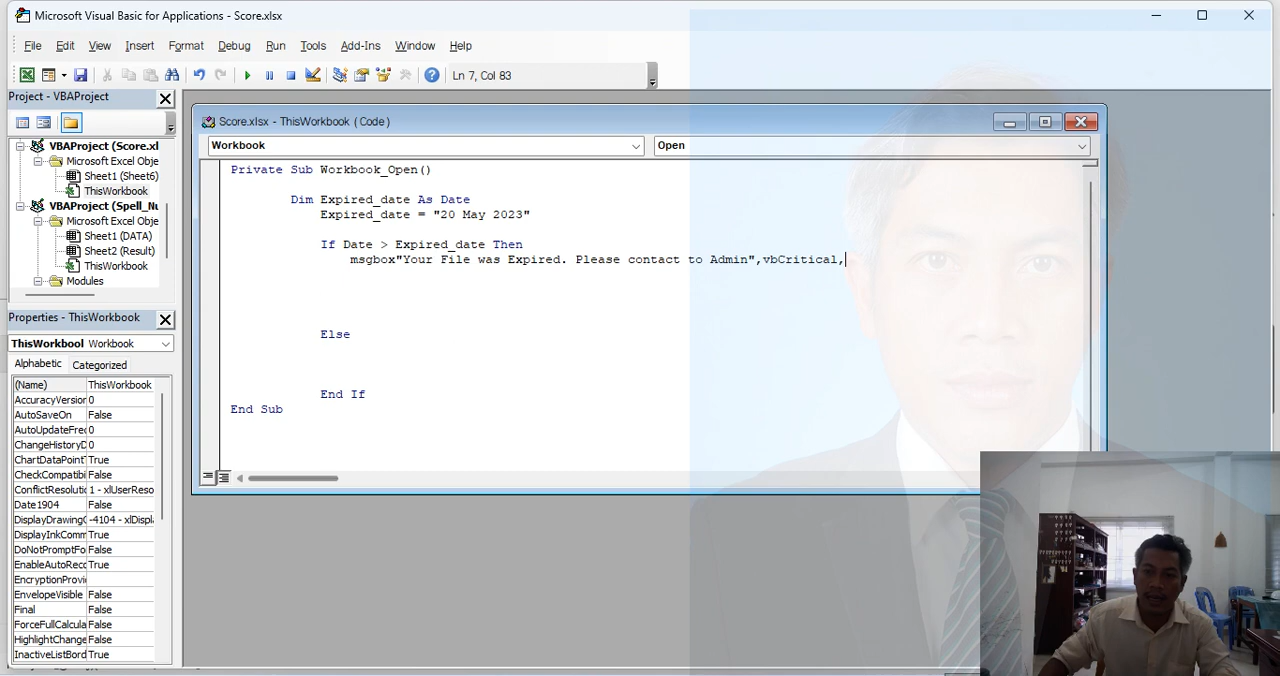 Microsoft Visual Basic for Applications - Score.xlsx
File Edit View Insert Format Debug Run Tools Add-Ins Window Help
Ln 7, Col 83
Project - VBAProject
VBAProject (Score.xl
Microsoft Excel Obje
Sheet1 (Sheet6)
ThisWorkbook
VBAProject (Spell_Nu
Microsoft Excel Obje
Sheet1 (DATA)
Sheet2 (Result)
ThisWorkbook
Modules
Properties - ThisWorkbook
ThisWorkbool Workbook
Alphabetic Categorized
(Name) ThisWorkbook
AccuracyVersior 0
AutoSaveOn False
AutoUpdateFrec 0
ChangeHistoryD 0
ChartDataPoint True
CheckCompatibi False
ConflictResolutic 1 - xlUserReso
Date1904 False
DisplayDrawingC -4104 - xlDispl
DisplayInkComm True
DoNotPromptFo False
EnableAutoReco True
EncryptionProvi
EnvelopeVisible False
Final False
ForceFullCalcula False
HighlightChange False
InactiveListBord True
Score.xlsx - ThisWorkbook (Code)
Workbook Open
Private Sub Workbook_Open()
Dim Expired_date As Date
Expired_date = "20 May 2023"
If Date > Expired_date Then
msgbox"Your File was Expired. Please contact to Admin",vbCritical,
Else
End If
End Sub